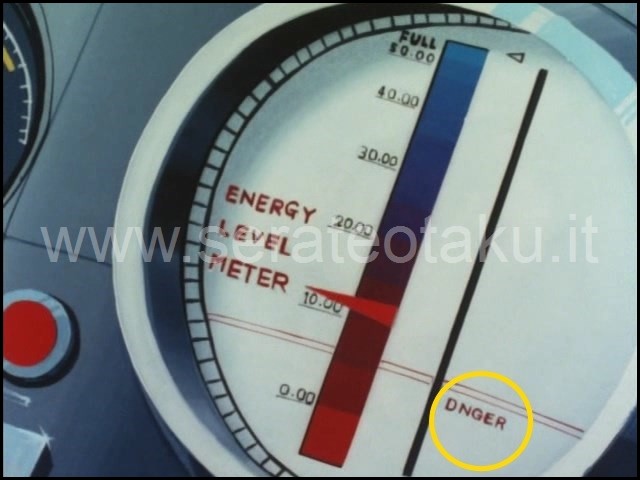 FULL
50.00
40.00
30.00
20.00
10.00
0.00
ENERGY
LEVEL
METER
DNGER
www.serateotaku.it